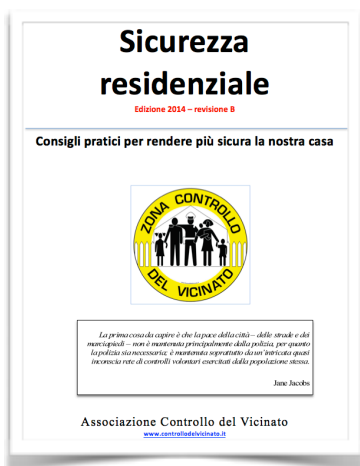 Sicurezza
residenziale
Edizione 2014 – revisione B
Consigli pratici per rendere più sicura la nostra casa
ZONA CONTROLLO
DEL VICINATO
La prima cosa da capire è che la pace della città – delle strade e dei
marciapiedi – non è mantenuta principalmente dalla polizia, per quanto
la polizia sia necessaria; è mantenuta soprattutto da un'intricata quasi
inconscia rete di controlli volontari esercitati dalla popolazione stessa.
Jane Jacobs
Associazione Controllo del Vicinato
www.controllodelvicinato.it